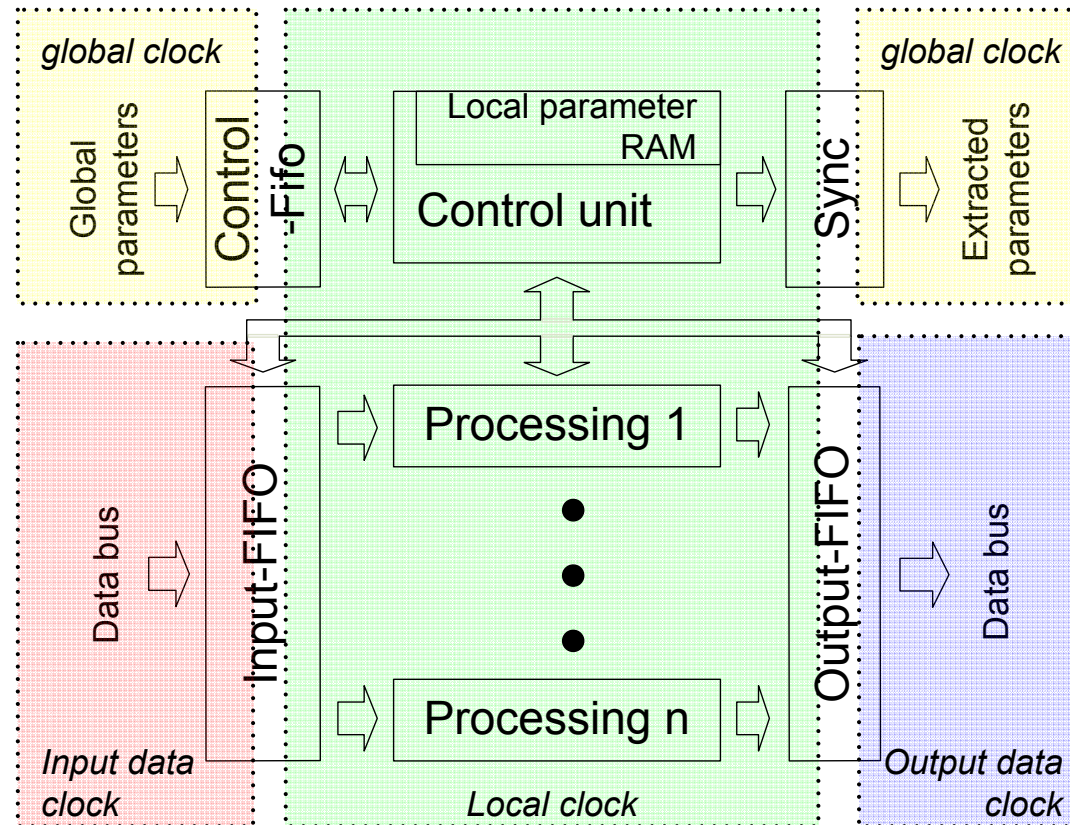 global clock
global clock
Global
parameters
Control
-Fifo
Local parameter
RAM
Control unit
Sync
Extracted
parameters
Data bus
Input-FIFO
Processing 1
Processing n
Output-FIFO
Data bus
Input data
clock
Local clock
Output data
clock